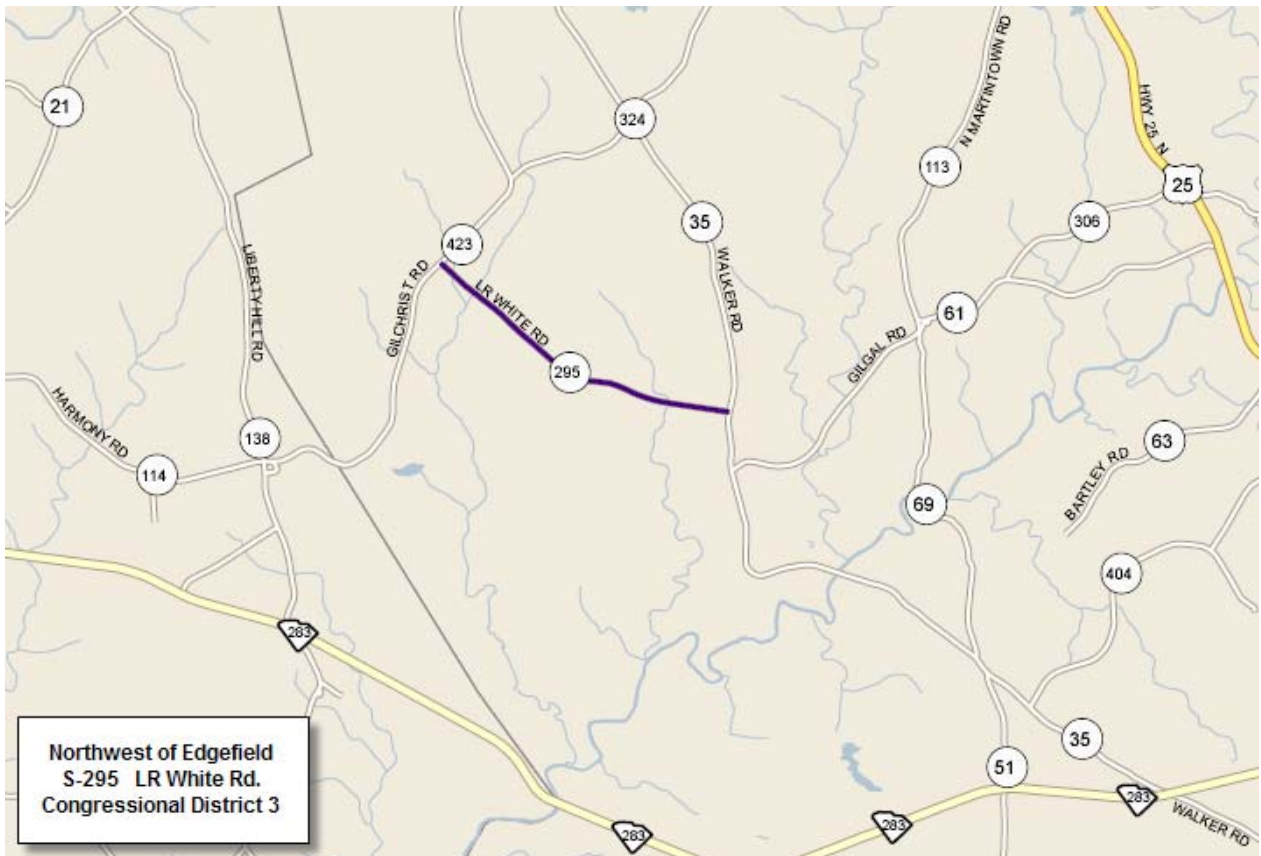 21
324
N MARTINTOWN RD
113
HWY 25 N
25
306
35
423
WALKER RD
LIBERTY HILL RD
GILCHRIST RD
LR WHITE RD
295
61
GILGAL RD
HARMONY RD
138
114
63
BARTLEY RD
69
404
283
35
51
283
283
283
WALKER RD
Northwest of Edgefield
S-295 LR White Rd.
Congressional District 3